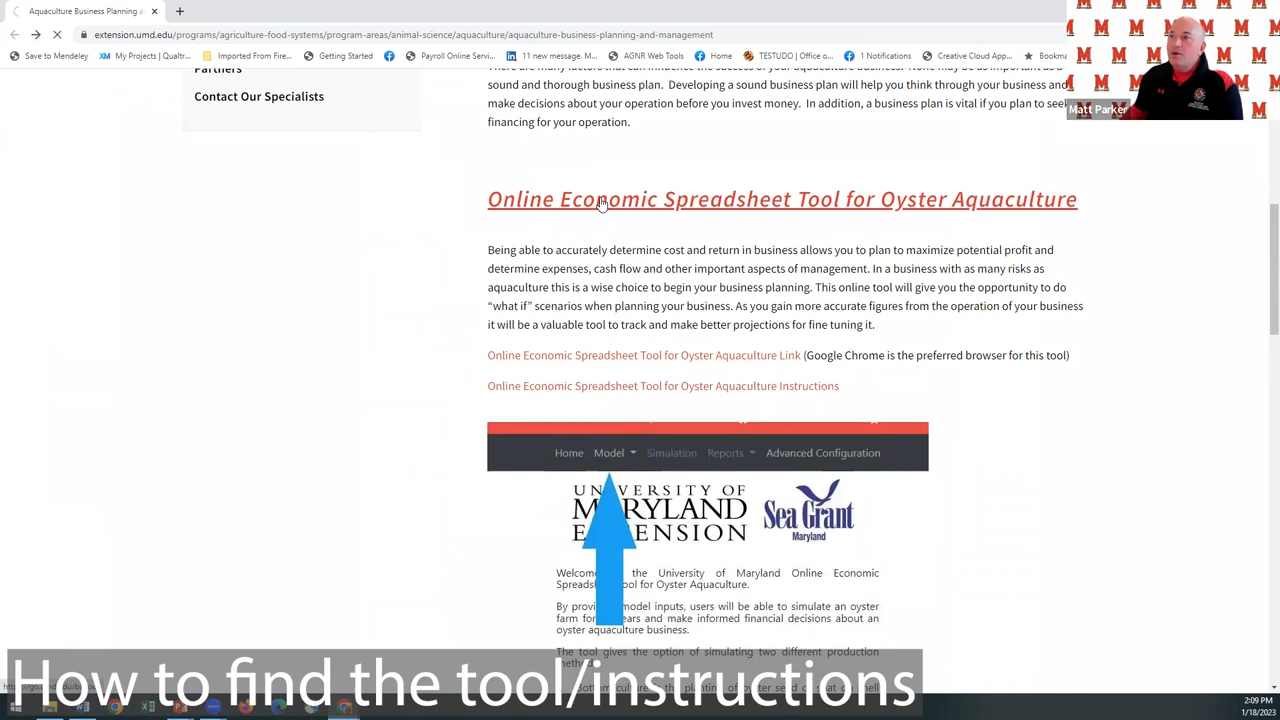 Aquaculture Business Planning a
extension.umd.edu/programs/agriculture-food-systems/program-areas/animal-science/aquaculture/aquaculture-business-planning-and-management
Save to Mendeley
My Projects | Qualtr...
Imported From Fire...
Getting Started
Payroll Online Servic...
11 new message, M...
AGNR Web Tools
Home
TESTUDO | Office o...
1 Notifications
Creative Cloud App...
Bookma
Matt Parker
Partners
Contact Our Specialists
sound and thorough business plan. Developing a sound business plan will help you think through your business and
make decisions about your operation before you invest money. In addition, a business plan is vital if you plan to seek
financing for your operation.
Online Economic Spreadsheet Tool for Oyster Aquaculture
Being able to accurately determine cost and return in business allows you to plan to maximize potential profit and
determine expenses, cash flow and other important aspects of management. In a business with as many risks as
aquaculture this is a wise choice to begin your business planning. This online tool will give you the opportunity to do
“what if” scenarios when planning your business. As you gain more accurate figures from the operation of your business
it will be a valuable tool to track and make better projections for fine tuning it.
Online Economic Spreadsheet Tool for Oyster Aquaculture Link (Google Chrome is the preferred browser for this tool)
Online Economic Spreadsheet Tool for Oyster Aquaculture Instructions
Home Model Simulation Reports Advanced Configuration
UNIVERSITY OF
MARYLAND
EXTENSION
Sea Grant
Maryland
the University of Maryland Online Economic
Tool for Oyster Aquaculture.
By model inputs, users will be able to simulate an oyster
farm for and make informed financial decisions about an
oyster aquaculture business.
The tool gives the option of simulating two different production
How to find the tool/instructions
2:09 PM
1/18/2023